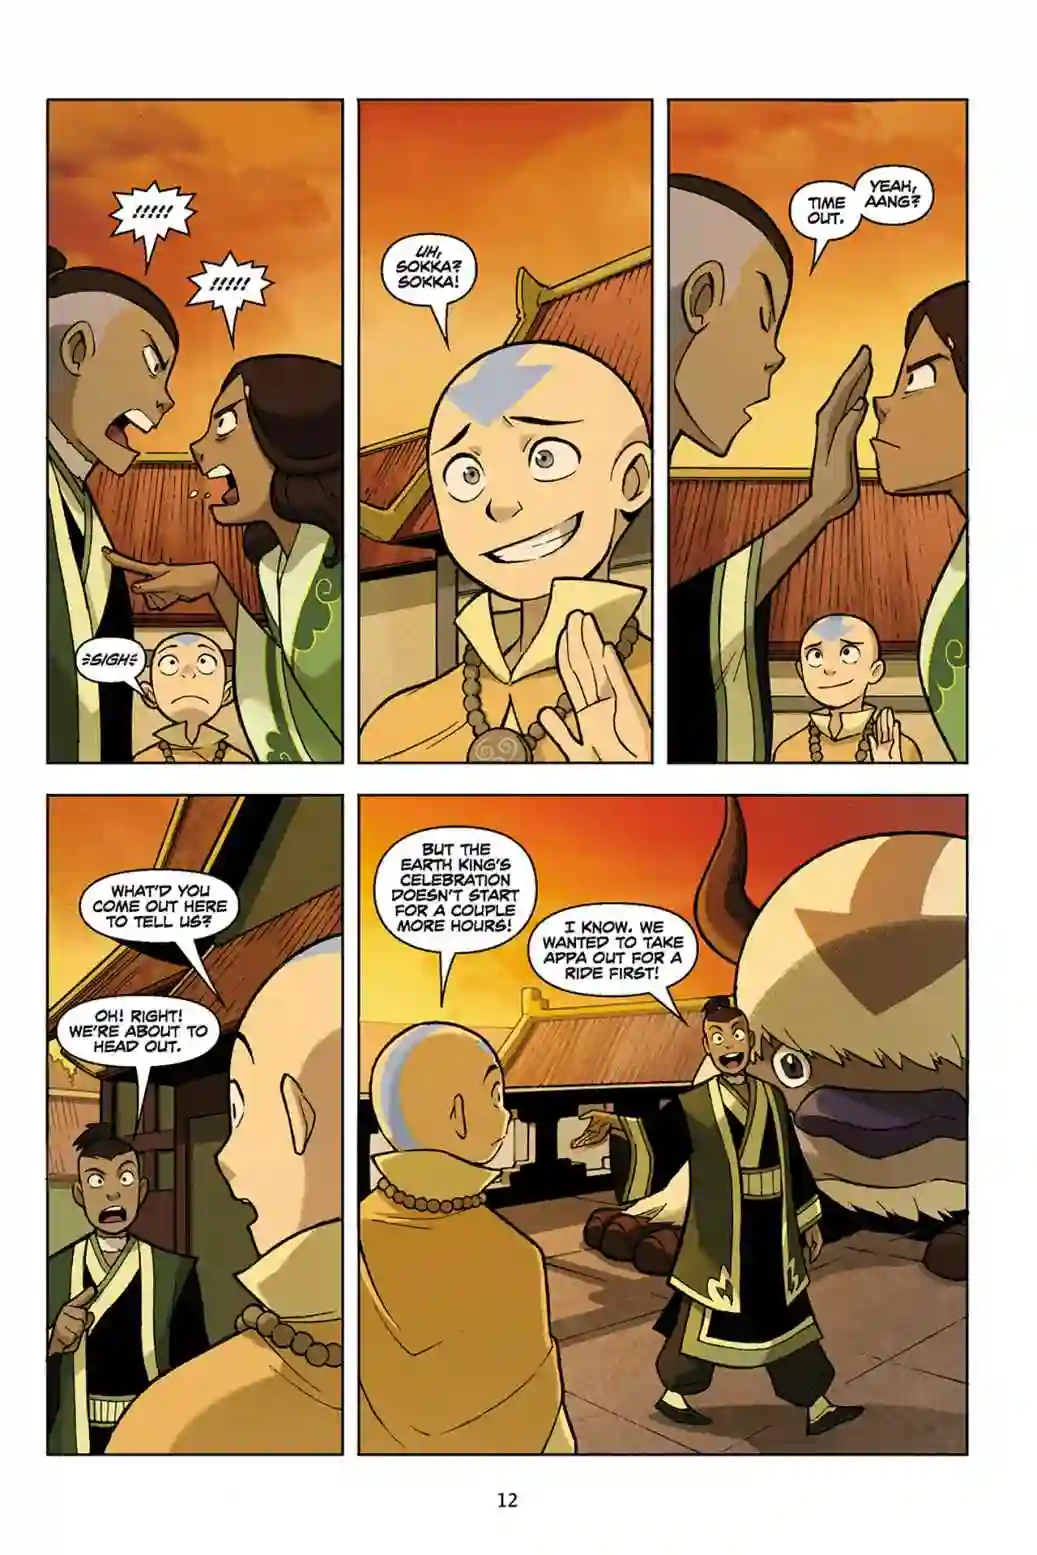 !!!!!
!!!!!
SIGH
UH,
SOKKA?
SOKKA!
TIME
OUT.
YEAH,
AANG?
WHAT'D YOU
COME OUT HERE
TO TELL US?
OH! RIGHT!
WE'RE ABOUT TO
HEAD OUT.
BUT THE
EARTH KING'S
CELEBRATION
DOESN'T START
FOR A COUPLE
MORE HOURS!
I KNOW. WE
WANTED TO TAKE
APPA OUT FOR A
RIDE FIRST!
12